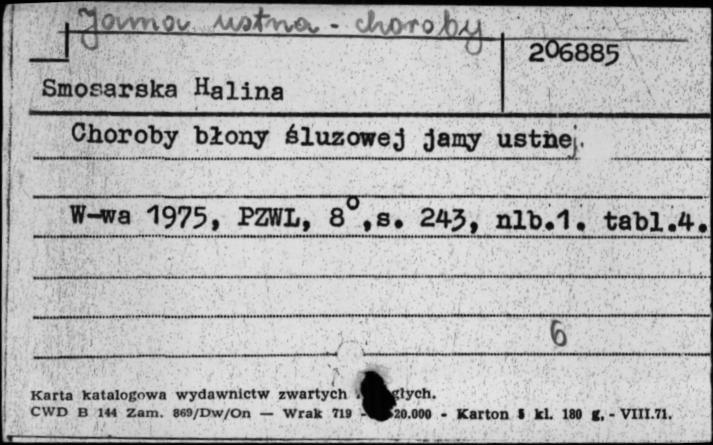 Jama ustna - choroby
206885
Smosarska Halina
Choroby błony śluzowej jamy ustnej.
W-wa 1975, PZWL, 8°,s. 243, nlb.1. tabl.4.
6
Karta katalogowa wydawnictw zwartych
CWD B 144 Zam. 869/Dw/On — Wrak 719 - 20.000 - Karton kl. 180 g. - VIII.71.